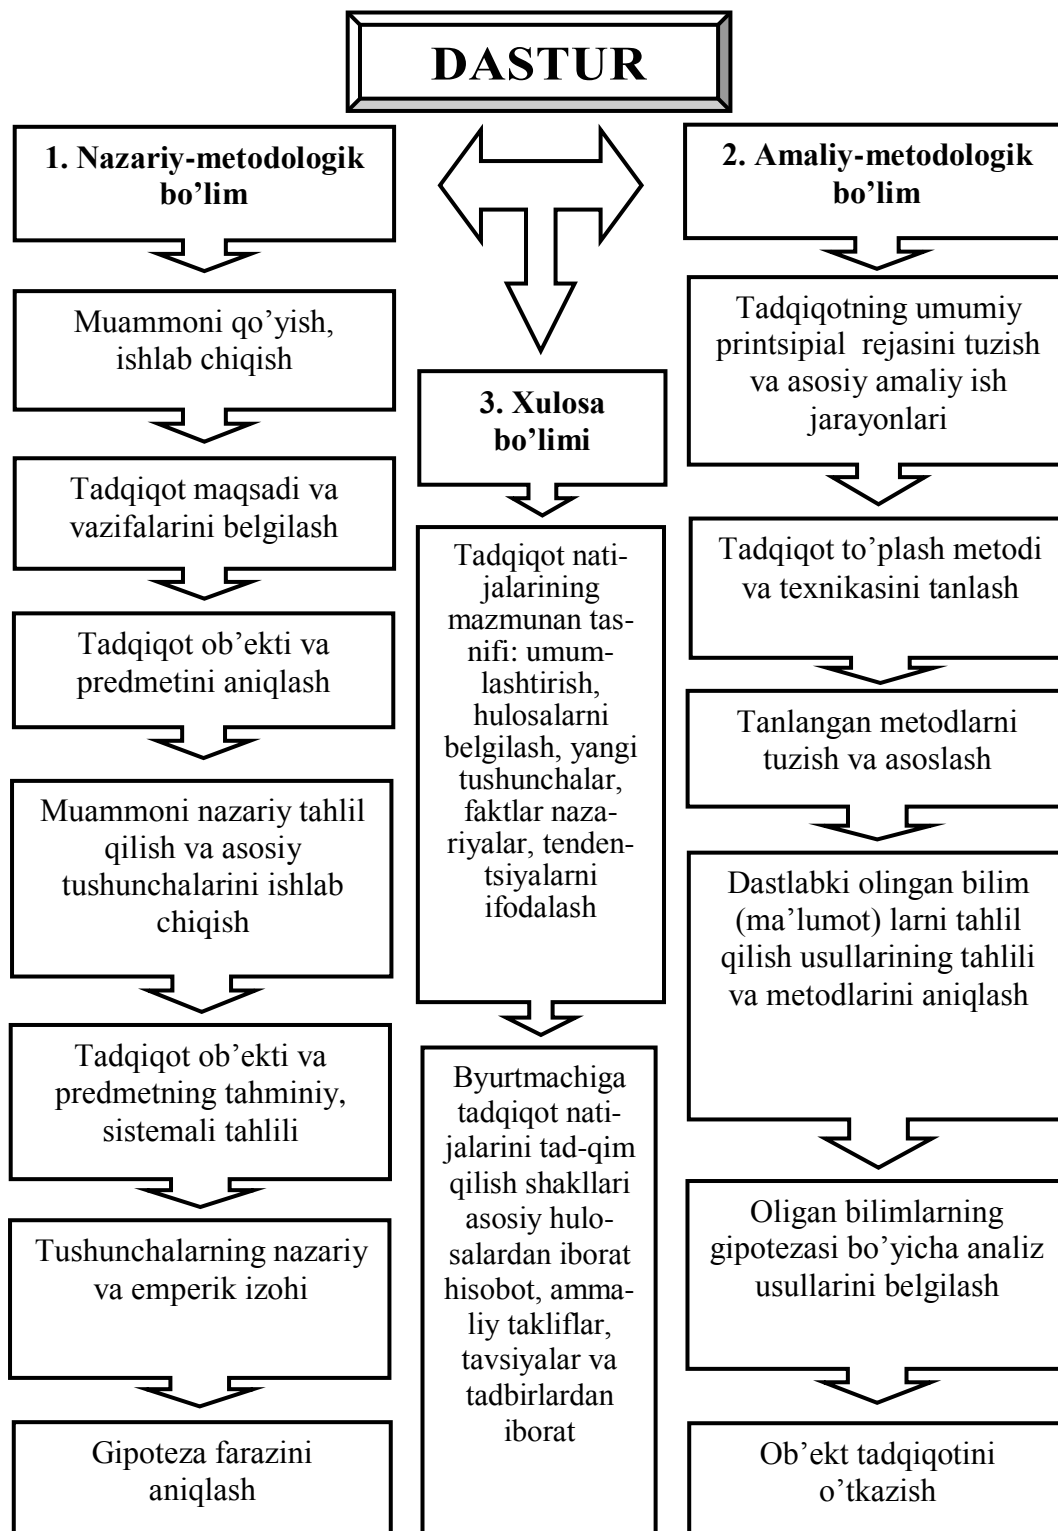 DASTUR
1. Nazariy-metodologik
bo’lim
Muammoni qo’yish,
ishlab chiqish
Tadqiqot maqsadi va
vazifalarini belgilash
Tadqiqot ob’ekti va
predmetini aniqlash
Muammoni nazariy tahlil
qilish va asosiy
tushunchalarini ishlab
chiqish
Tadqiqot ob’ekti va
predmetning tahminiy,
sistemali tahlili
Tushunchalarning nazariy
va emperik izohi
Gipoteza farazini
aniqlash
3. Xulosa
bo’limi
Tadqiqot nati-
jalarining
mazmunan tas-
nifi: umum-
lashtirish,
hulosalarni
belgilash, yangi
tushunchalar,
faktlar naza-
riyalar, tenden-
tsiyalarni
ifodalash
Byurtmachiga
tadqiqot nati-
jalarini tad-qim
qilish shakllari
asosiy hulo-
salardan iborat
hisobot, amma-
liy takliflar,
tavsiyalar va
tadbirlardan
iborat
2. Amaliy-metodologik
bo’lim
Tadqiqotning umumiy
printsipial rejasini tuzish
va asosiy amaliy ish
jarayonlari
Tadqiqot to’plash metodi
va texnikasini tanlash
Tanlangan metodlarni
tuzish va asoslash
Dastlabki olingan bilim
(ma’lumot) larni tahlil
qilish usullarining tahlili
va metodlarini aniqlash
Oligan bilimlarning
gipotezasi bo’yicha analiz
usullarini belgilash
Ob’ekt tadqiqotini
o’tkazish